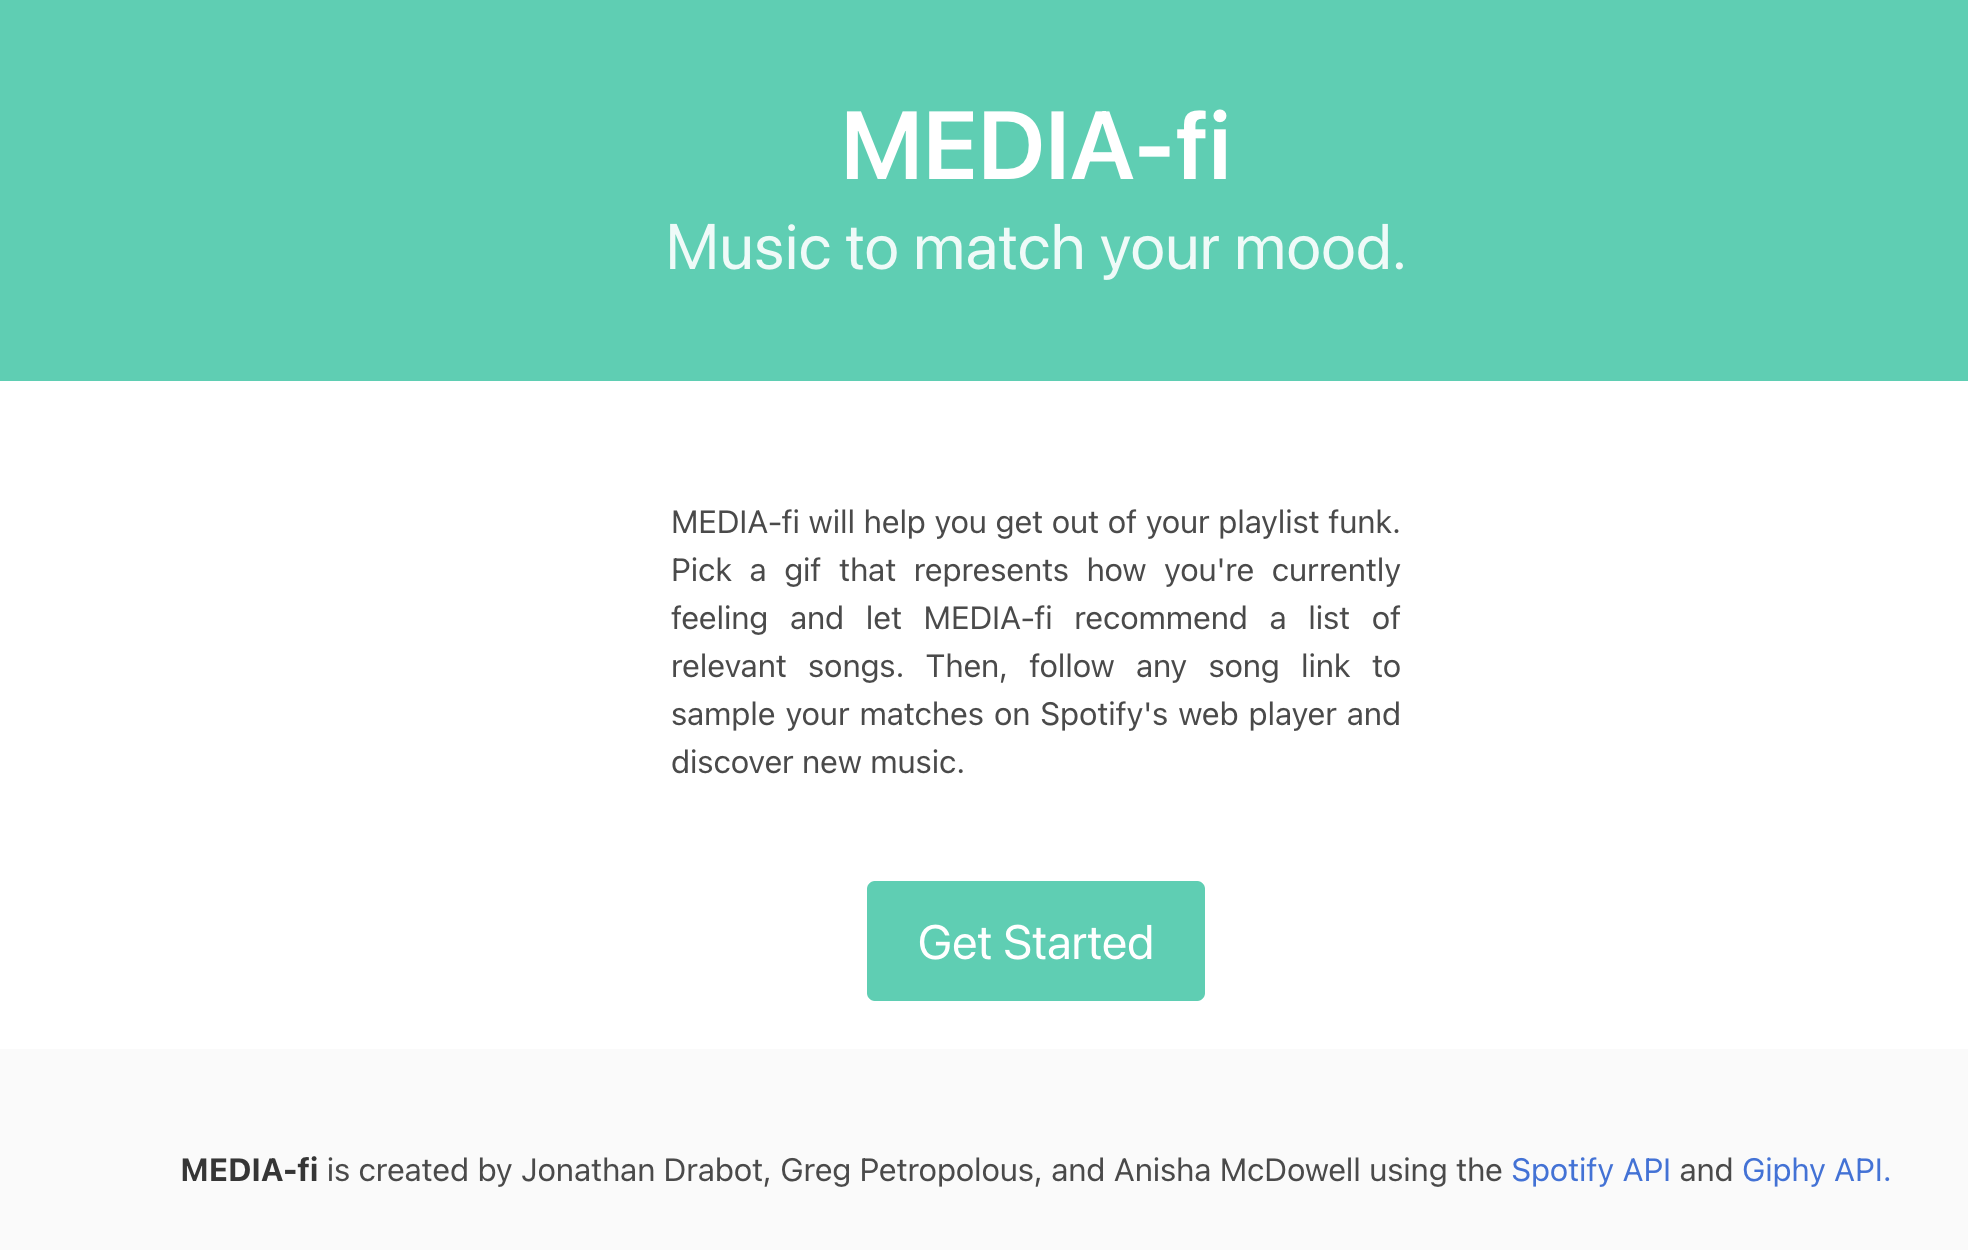 MEDIA-fi
Music to match your mood.
MEDIA-fi will help you get out of your playlist funk.
Pick a gif that represents how you're currently
feeling and let MEDIA-fi recommend a list of
relevant songs. Then, follow any song link to
sample your matches on Spotify's web player and
discover new music.
Get Started
MEDIA-fi is created by Jonathan Drabot, Greg Petropolous, and Anisha McDowell using the Spotify API and Giphy API.